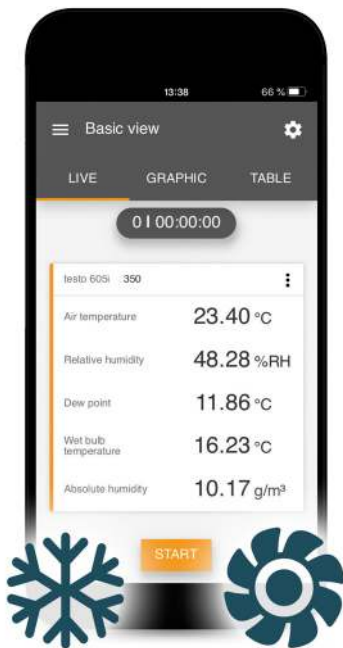 13:38 66 %
Basic view
LIVE GRAPHIC TABLE
0 I 00:00:00
testo 605i 350
Air temperature 23.40 °C
Relative humidity 48.28 %RH
Dew point 11.86 °C
Wet bulb
temperature 16.23 °C
Absolute humidity 10.17 g/m³
START